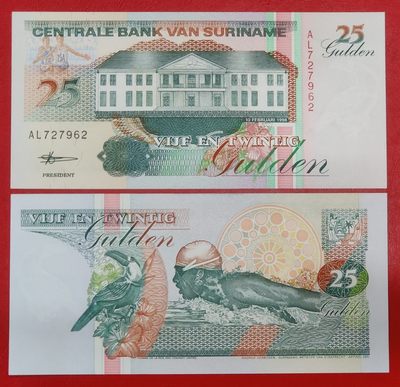 CENTRALE BANK VAN SURINAME
25
Gulden
AL727962
25
AL727962
10 FEBRUARI 1998
VIJF EN TWINTIG
Gulden
PRESIDENT
VIJF EN TWINTIG
Gulden
25
Gulden